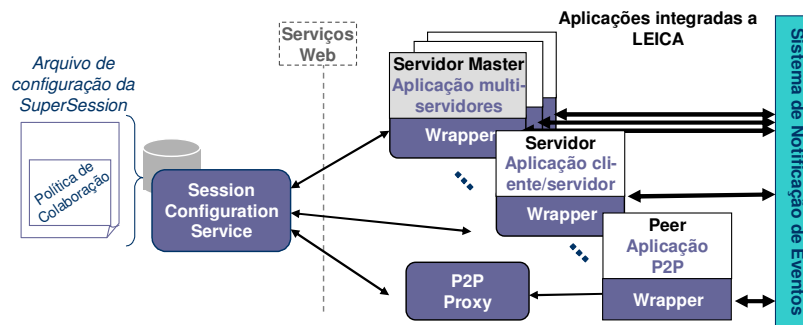 Arquivo de
configuração da
SuperSession
Política de
Colaboração
Session
Configuration
Service
Serviços
Web
Aplicações integradas a
LEICA
Servidor Master
Aplicação multi-
servidores
Wrapper
Servidor
Aplicação cli-
ente/servidor
Wrapper
Peer
Aplicação
P2P
Wrapper
P2P
Proxy
Sistema de Notificação de Eventos